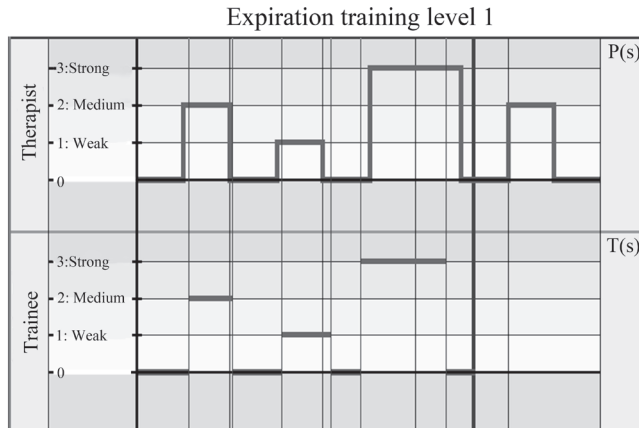 Expiration training level 1
Therapist
P(s)
3:Strong
2: Medium
1: Weak
0
Trainee
T(s)
3:Strong
2: Medium
1: Weak
0